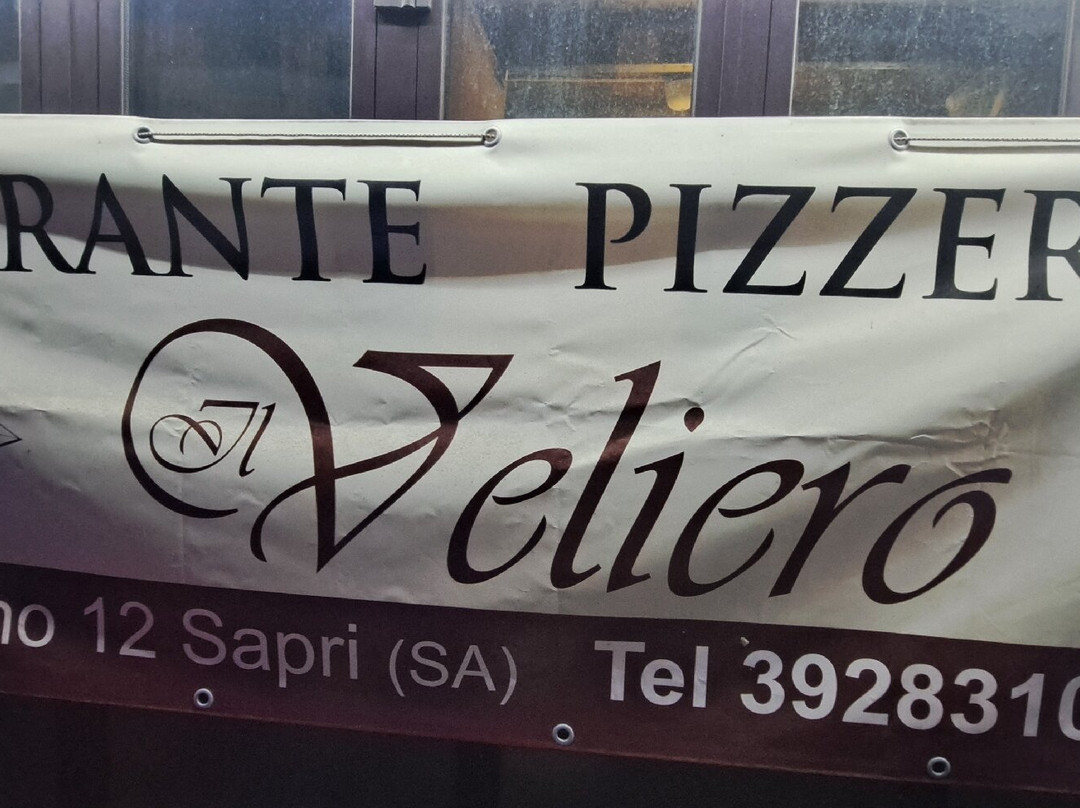 RANTE PIZZER
Il Veliero
no 12 Sapri (SA) Tel 3928310